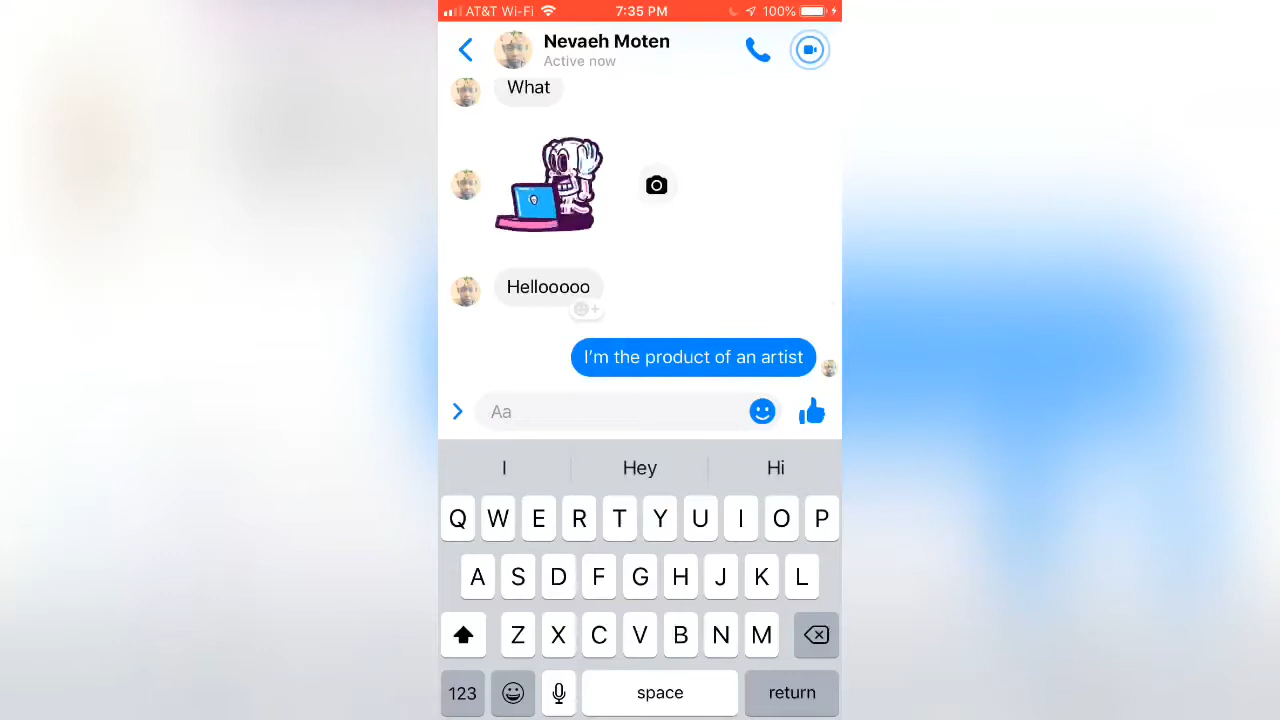 AT&T Wi-Fi 7:35 PM 100%
Nevaeh Moten
Active now
What
Hellooooo
I'm the product of an artist
Aa
I Hey Hi
Q W E R T Y U I O P
A S D F G H J K L
Z X C V B N M
123 space return